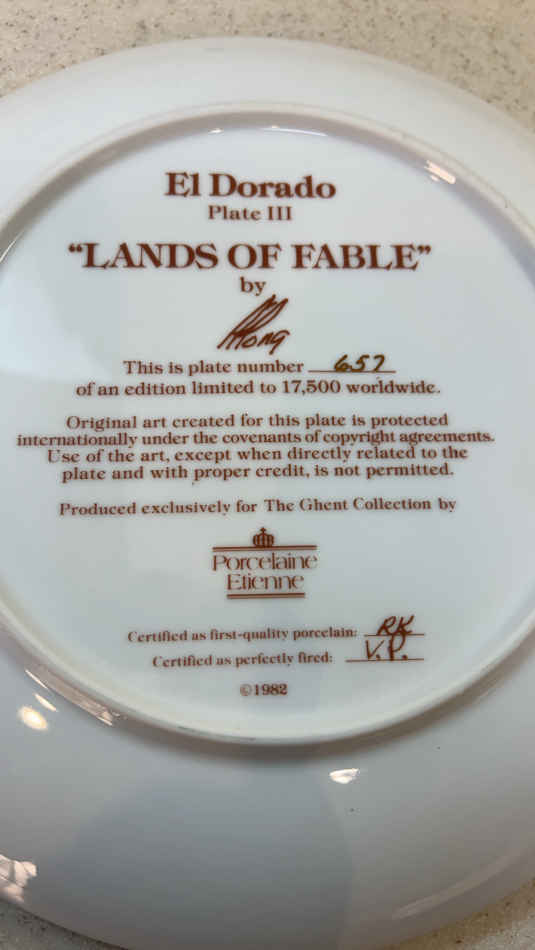 El Dorado
Plate III
“LANDS OF FABLE”
by
This is plate number 657
of an edition limited to 17,500 worldwide.
Original art created for this plate is protected
internationally under the covenants of copyright agreements.
Use of the art, except when directly related to the
plate and with proper credit, is not permitted.
Produced exclusively for The Ghent Collection by
Porcelaine
Etienne
Certified as first-quality porcelain: RK
Certified as perfectly fired: V.P.
©1982